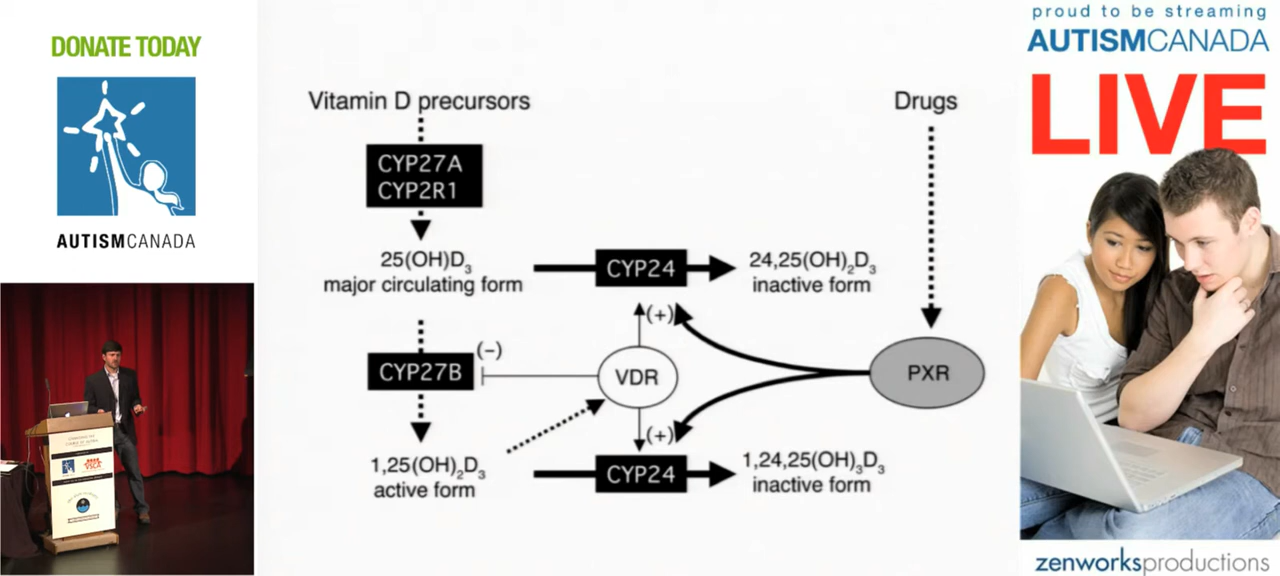 DONATE TODAY
AUTISMCANADA
Vitamin D precursors
CYP27A
CYP2R1
25(OH)D₃
major circulating form
CYP24
24,25(OH)₂D₃
inactive form
Drugs
(+)
(−)
CYP27B
VDR
PXR
(+)
1,25(OH)₂D₃
active form
CYP24
1,24,25(OH)₃D₃
inactive form
proud to be streaming
AUTISMCANADA
LIVE
zenworksproductions